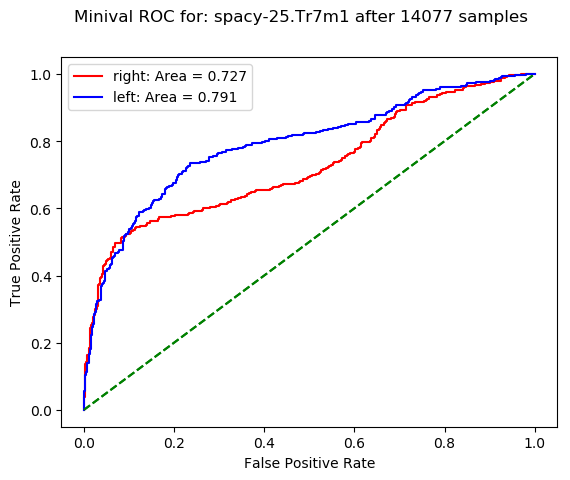 Minival ROC for: spacy-25.Tr7m1 after 14077 samples
right: Area = 0.727
left: Area = 0.791
True Positive Rate
1.0
0.8
0.6
0.4
0.2
0.0
0.0 0.2 0.4 0.6 0.8 1.0
False Positive Rate